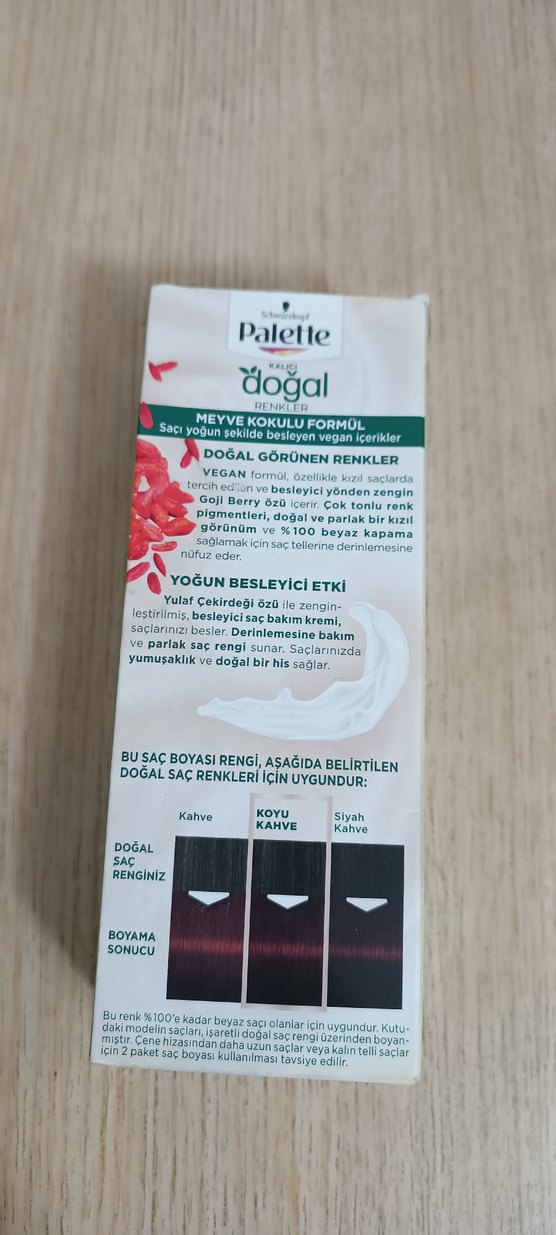 Schwarzkopf
Palette
KALICI
doğal
RENKLER
MEYVE KOKULU FORMÜL
Saçı yoğun şekilde besleyen vegan içerikler
DOĞAL GÖRÜNEN RENKLER
VEGAN formül, özellikle kızıl saçlarda
tercih edilen ve besleyici yönden zengin
Goji Berry özü içerir. Çok tonlu renk
pigmentleri, doğal ve parlak bir kızıl
görünüm ve %100 beyaz kapama
sağlamak için saç tellerine derinlemesine
nüfuz eder.
YOĞUN BESLEYİCİ ETKİ
Yulaf Çekirdeği özü ile zengin-
leştirilmiş, besleyici saç bakım kremi,
saçlarınızı besler. Derinlemesine bakım
ve parlak saç rengi sunar. Saçlarınızda
yumuşaklık ve doğal bir his sağlar.
BU SAÇ BOYASI RENGİ, AŞAĞIDA BELİRTİLEN
DOĞAL SAÇ RENKLERİ İÇİN UYGUNDUR:
Kahve
KOYU
KAHVE
Siyah
Kahve
DOĞAL
SAÇ
RENGİNİZ
BOYAMA
SONUCU
Bu renk %100'e kadar beyaz saçı olanlar için uygundur. Kutu-
daki modelin saçları, işaretli doğal saç rengi üzerinden boyan-
mıştır. Çene hizasından daha uzun saçlar veya kalın telli saçlar
için 2 paket saç boyası kullanılması tavsiye edilir.